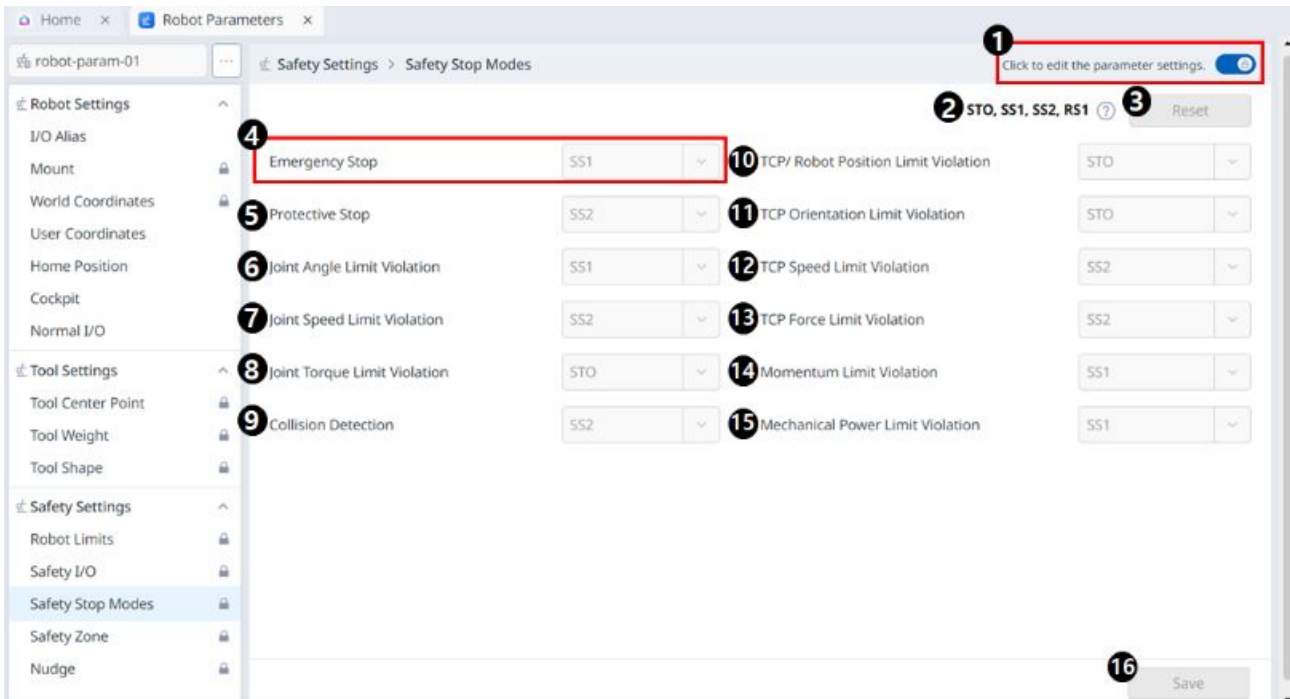 Home × Robot Parameters ×
robot-param-01 ... Safety Settings > Safety Stop Modes
1
Click to edit the parameter settings.
Robot Settings
I/O Alias
Mount
World Coordinates
User Coordinates
Home Position
Cockpit
Normal I/O
Tool Settings
Tool Center Point
Tool Weight
Tool Shape
Safety Settings
Robot Limits
Safety I/O
Safety Stop Modes
Safety Zone
Nudge
2 STO, SS1, SS2, RS1 ? 3 Reset
4 Emergency Stop SS1
5 Protective Stop SS2
6 Joint Angle Limit Violation SS1
7 Joint Speed Limit Violation SS2
8 Joint Torque Limit Violation STO
9 Collision Detection SS2
10 TCP/ Robot Position Limit Violation STO
11 TCP Orientation Limit Violation STO
12 TCP Speed Limit Violation SS2
13 TCP Force Limit Violation SS2
14 Momentum Limit Violation SS1
15 Mechanical Power Limit Violation SS1
16 Save